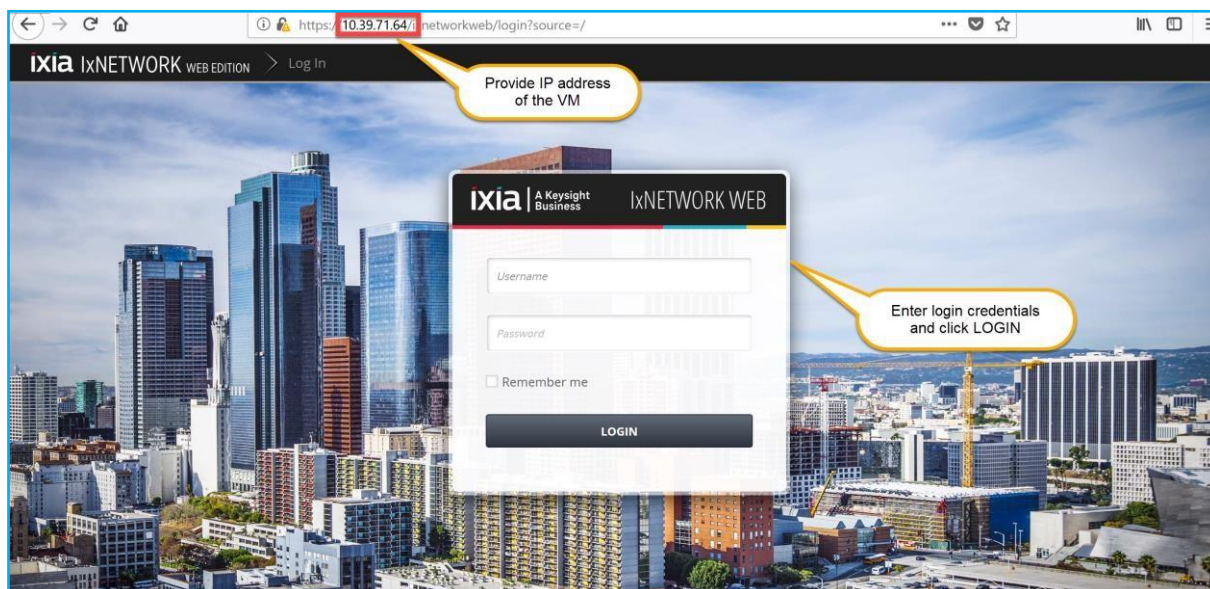 https://10.39.71.64/ networkweb/login?source=/
ixia IxNETWORK WEB EDITION > Log In
Provide IP address
of the VM
ixia | A Keysight
Business
IxNETWORK WEB
Username
Password
Enter login credentials
and click LOGIN
Remember me
LOGIN